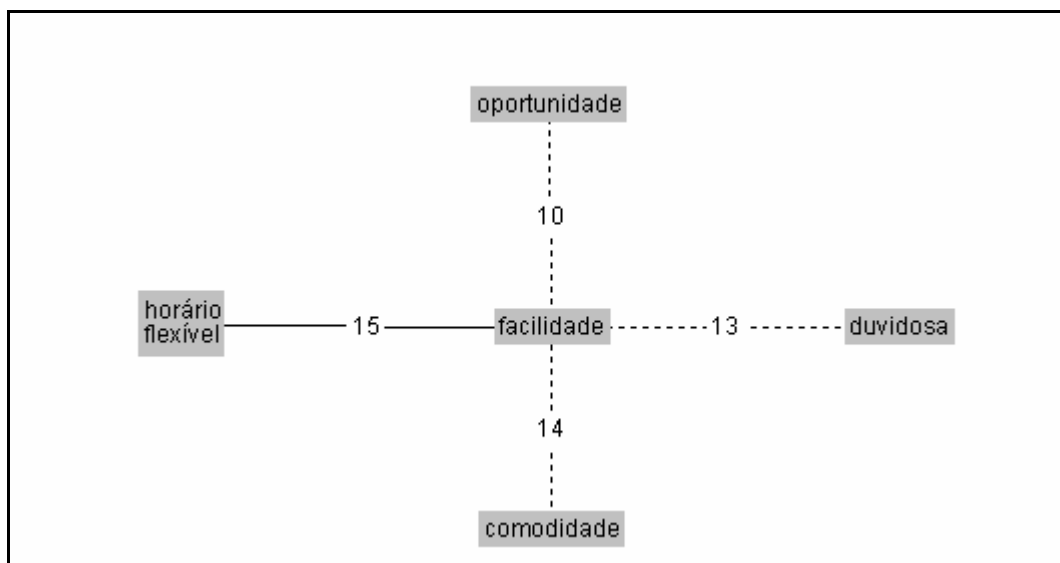 oportunidade
10
horário
flexível
15
facilidade
13
duvidosa
14
comodidade